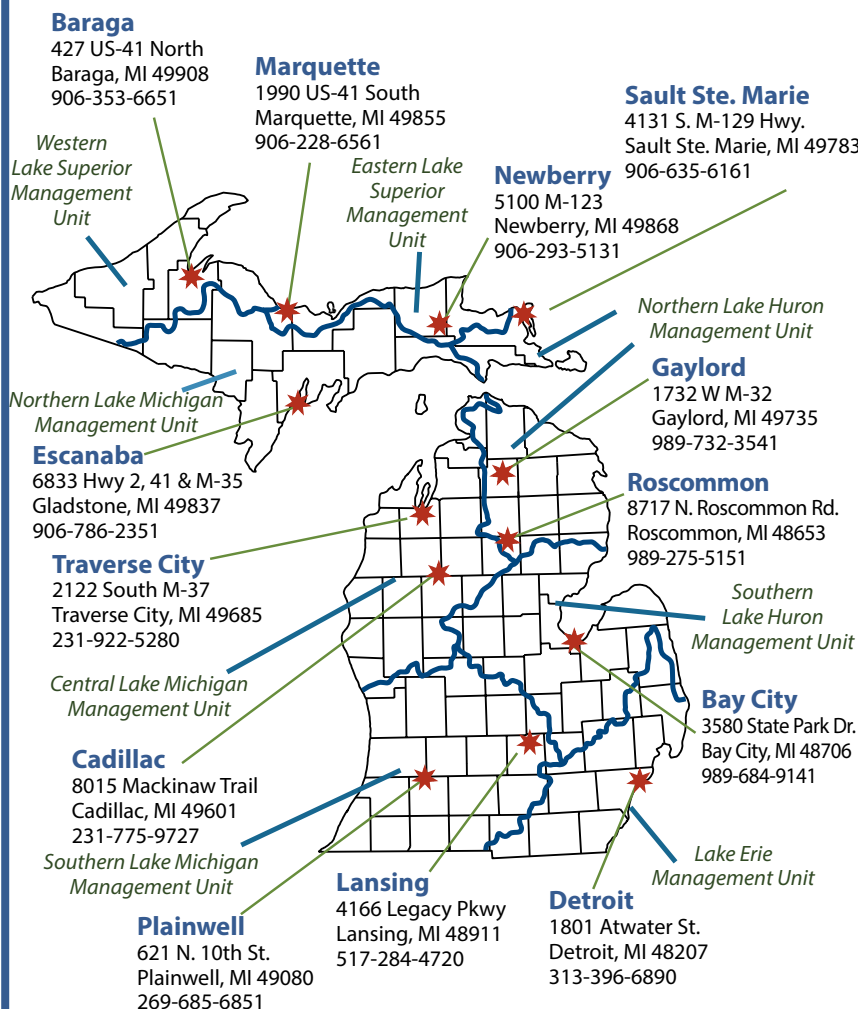 Baraga
427 US-41 North
Baraga, MI 49908
906-353-6651
Marquette
1990 US-41 South
Marquette, MI 49855
906-228-6561
Sault Ste. Marie
4131 S. M-129 Hwy.
Sault Ste. Marie, MI 49783
906-635-6161
Western
Lake Superior
Management
Unit
Eastern Lake
Superior
Management
Unit
Newberry
5100 M-123
Newberry, MI 49868
906-293-5131
Northern Lake Huron
Management Unit
Northern Lake Michigan
Management Unit
Gaylord
1732 W M-32
Gaylord, MI 49735
989-732-3541
Escanaba
6833 Hwy 2, 41 & M-35
Gladstone, MI 49837
906-786-2351
Roscommon
8717 N. Roscommon Rd.
Roscommon, MI 48653
989-275-5151
Traverse City
2122 South M-37
Traverse City, MI 49685
231-922-5280
Southern
Lake Huron
Management Unit
Central Lake Michigan
Management Unit
Bay City
3580 State Park Dr.
Bay City, MI 48706
989-684-9141
Cadillac
8015 Mackinaw Trail
Cadillac, MI 49601
231-775-9727
Southern Lake Michigan
Management Unit
Lake Erie
Management Unit
Lansing
4166 Legacy Pkwy
Lansing, MI 48911
517-284-4720
Detroit
1801 Atwater St.
Detroit, MI 48207
313-396-6890
Plainwell
621 N. 10th St.
Plainwell, MI 49080
269-685-6851